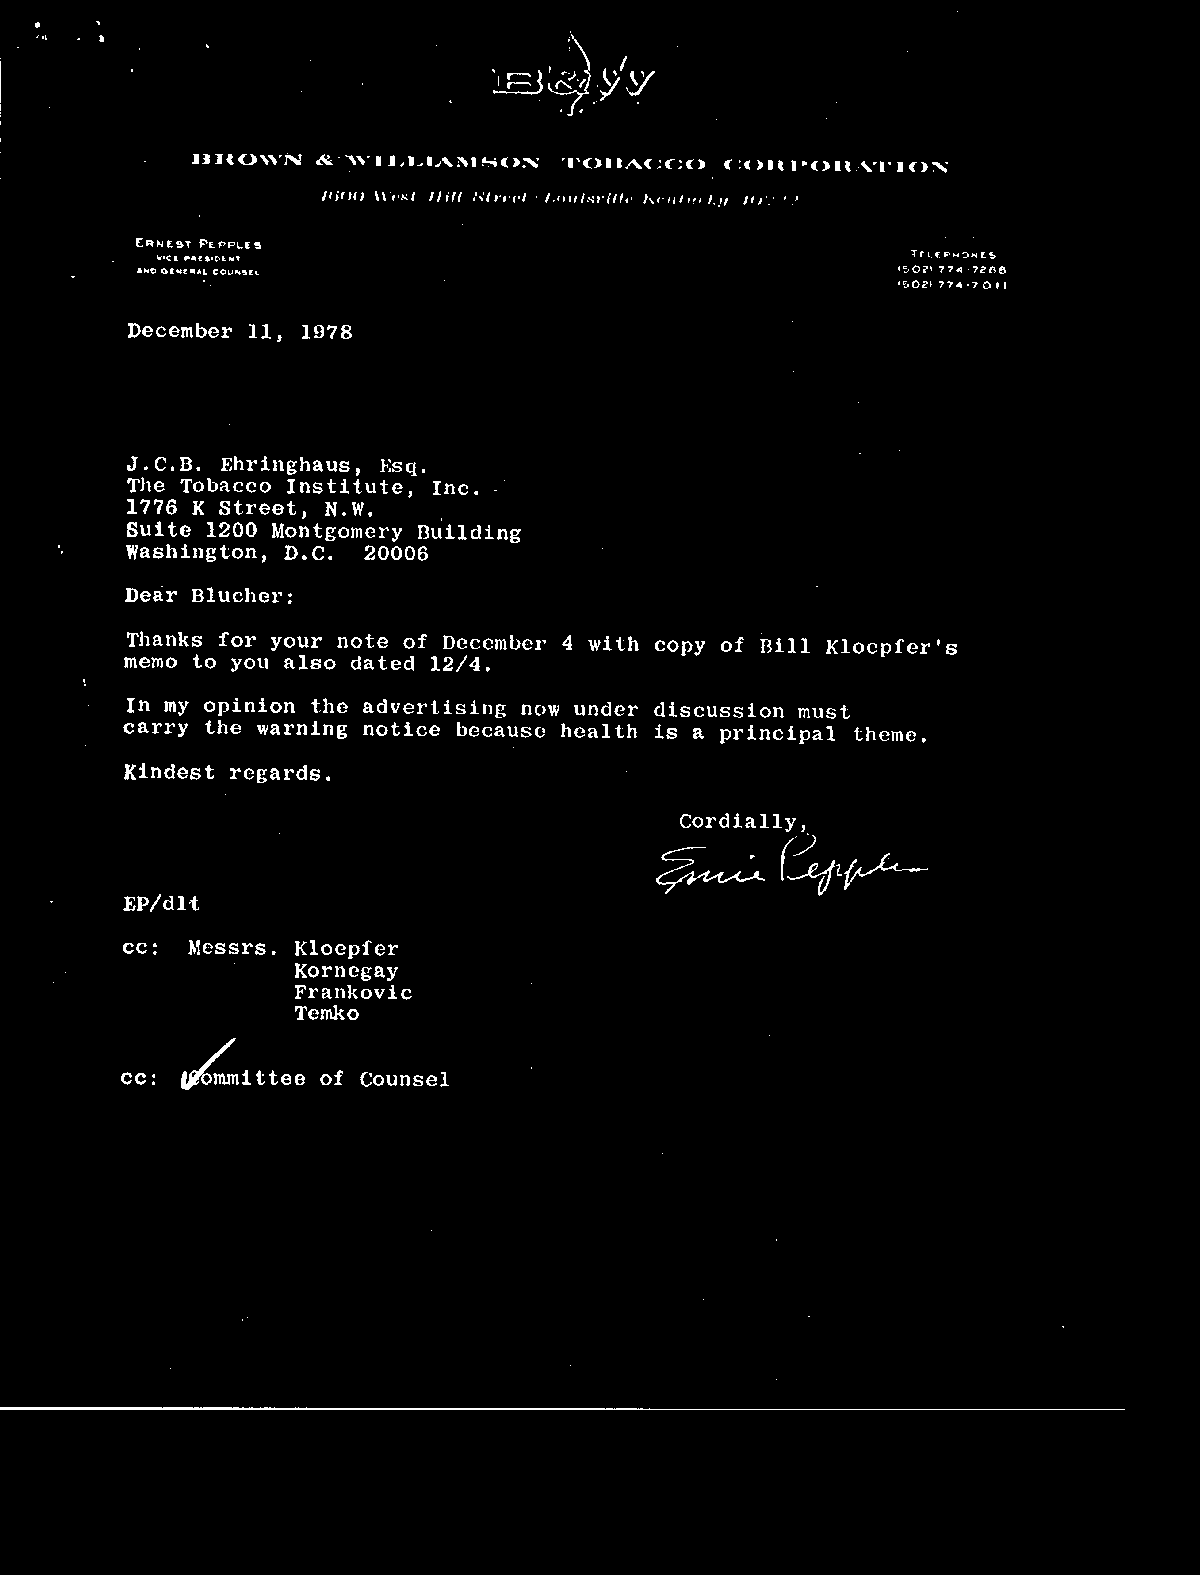 B&W
BROWN & WILLIAMSON TOBACCO CORPORATION
1600 West Hill Street · Louisville Kentucky
ERNEST PEPPLES
VICE PRESIDENT
AND GENERAL COUNSEL
TELEPHONES
(502) 774-7268
(502) 774-7011
December 11, 1978
J.C.B. Ehringhaus, Esq.
The Tobacco Institute, Inc.
1776 K Street, N.W.
Suite 1200 Montgomery Building
Washington, D.C. 20006
Dear Blucher:
Thanks for your note of December 4 with copy of Bill Kloepfer's
memo to you also dated 12/4.
In my opinion the advertising now under discussion must
carry the warning notice because health is a principal theme.
Kindest regards.
Cordially,
Ernie Pepples
EP/dlt
cc: Messrs. Kloepfer
Kornegay
Frankovic
Temko
cc: Committee of Counsel